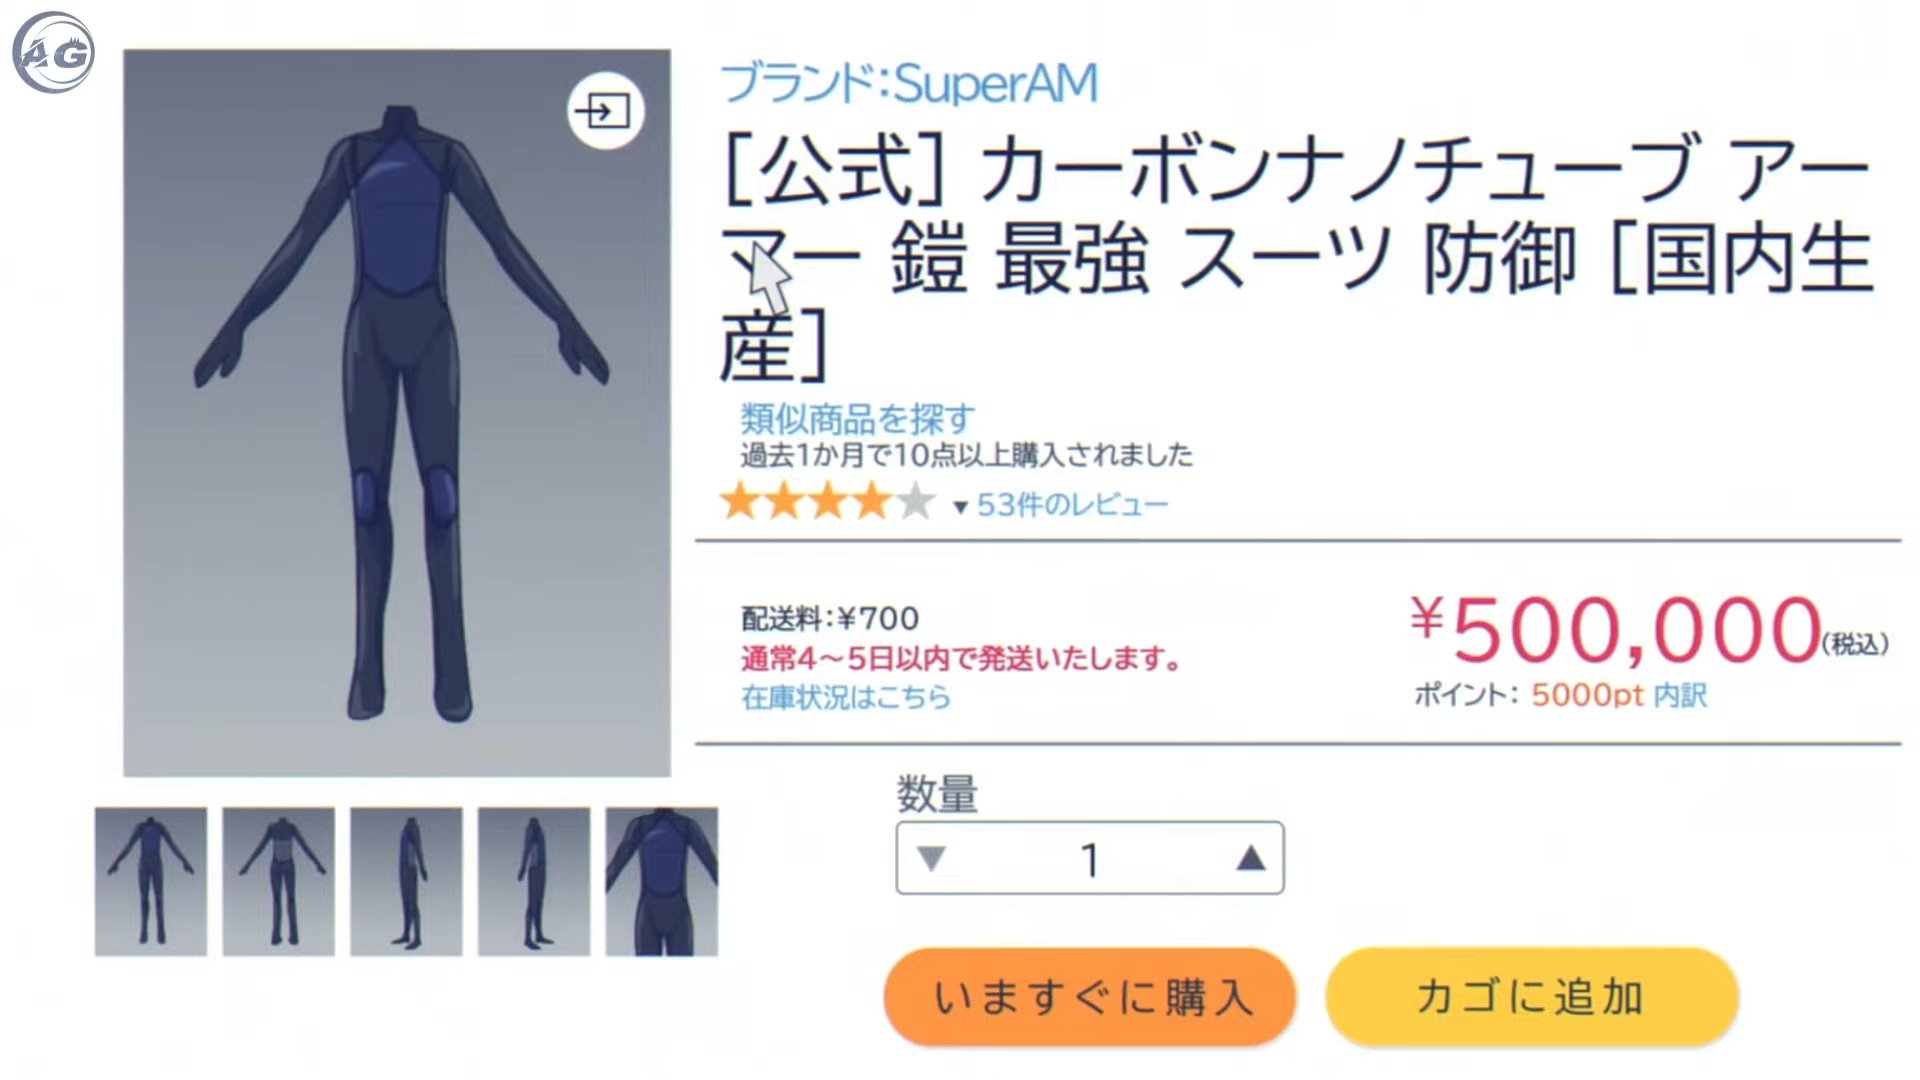 AG
ブランド：SuperAM
［公式］カーボンナノチューブ アー
マー 鎧 最強 スーツ 防御［国内生
産］
類似商品を探す
過去1か月で10点以上購入されました
★★★★★ ▼53件のレビュー
配送料：¥700
通常4～5日以内で発送いたします。
在庫状況はこちら
¥500,000(税込)
ポイント： 5000pt 内訳
数量
▼ 1 ▲
いますぐに購入
カゴに追加